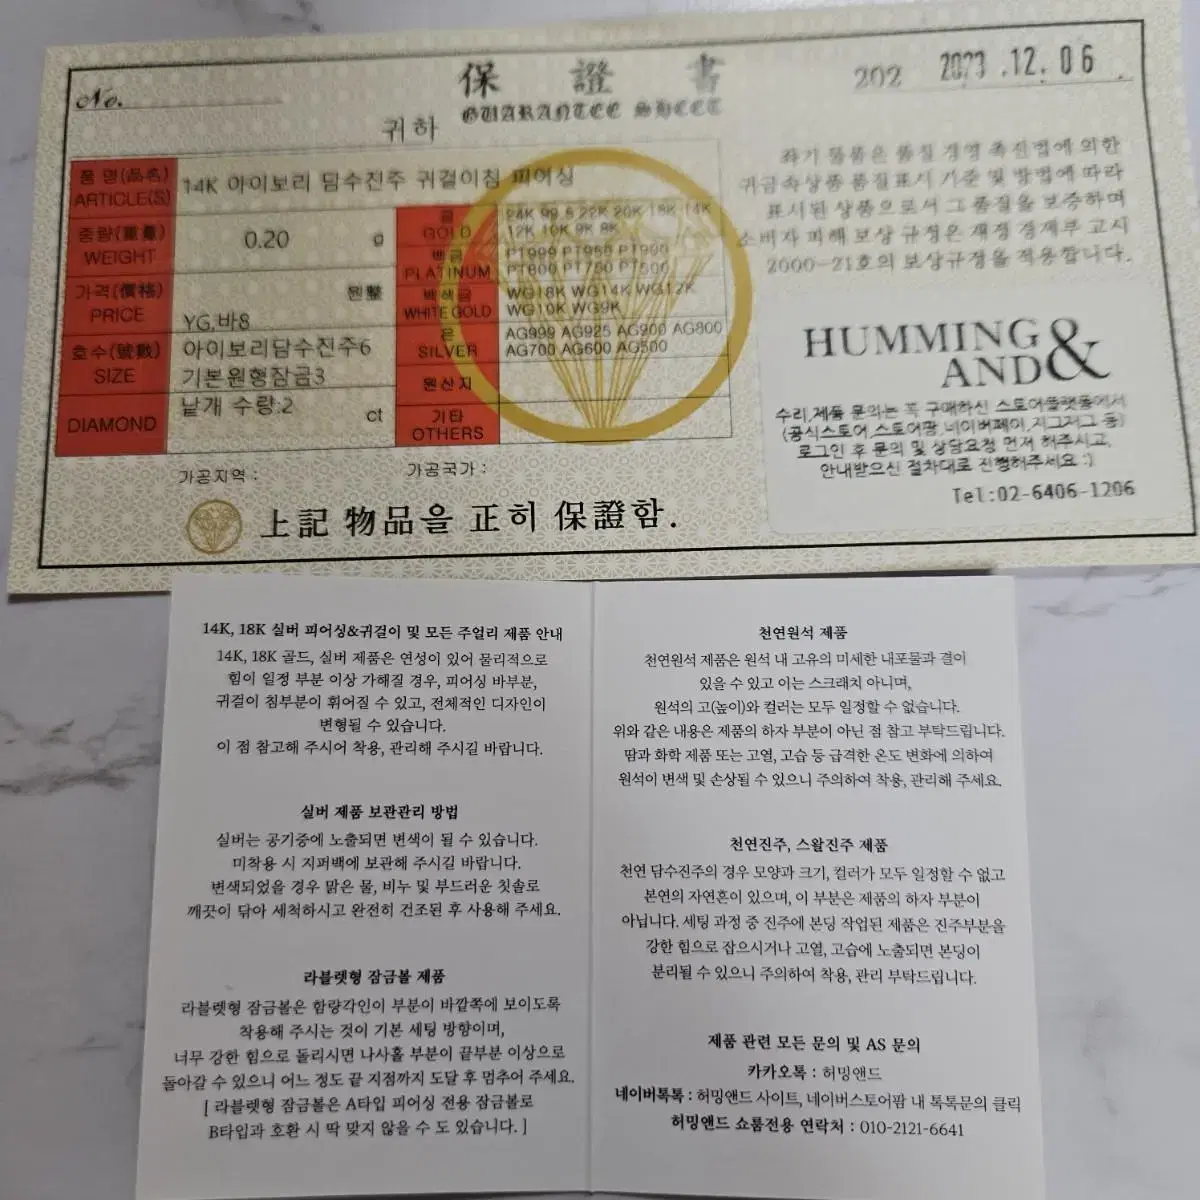 No.
保 證 書
GUARANTEE SHEET
202 2023.12.06
귀하
품 명(品名)
ARTICLE(S)
14K 아이보리 담수진주 귀걸이침 피어싱
중량(重量)
WEIGHT
0.20 g
가격(價格)
PRICE
원整
YG,바8
호수(號數)
SIZE
아이보리담수진주6
기본원형잠금3
DIAMOND
낱개 수량:2 ct
골
GOLD
24K 99.5 22K 20K 18K 14K
12K 10K 9K 8K
백금
PLATINUM
PT999 PT950 PT900
PT800 PT750 PT500
백색금
WHITE GOLD
WG18K WG14K WG12K
WG10K WG9K
은
SILVER
AG999 AG925 AG900 AG800
AG700 AG600 AG500
원산지
기타
OTHERS
가공지역 :
가공국가 :
上記 物品을 正히 保證함.
좌기 물품은 품질 경영 촉진법에 의한
귀금속상품 품질표시 기준 및 방법에 따라
표시된 상품으로서 그 품질을 보증하며
소비자 피해 보상 규정은 재정 경제부 고시
2000-21호의 보상규정을 적용합니다.
HUMMING
AND &
수리,제품 문의는 꼭 구매하신 스토어플랫폼에서
(공식스토어,스토어팜,네이버페이,지그재그 등)
로그인 후 문의 및 상담요청 먼저 해주시고,
안내받으신 절차대로 진행해주세요 :)
Tel:02-6406-1206
14K, 18K 실버 피어싱&귀걸이 및 모든 주얼리 제품 안내
14K, 18K 골드, 실버 제품은 연성이 있어 물리적으로
힘이 일정 부분 이상 가해질 경우, 피어싱 바부분,
귀걸이 침부분이 휘어질 수 있고, 전체적인 디자인이
변형될 수 있습니다.
이 점 참고해 주시어 착용, 관리해 주시길 바랍니다.
실버 제품 보관관리 방법
실버는 공기중에 노출되면 변색이 될 수 있습니다.
미착용 시 지퍼백에 보관해 주시길 바랍니다.
변색되었을 경우 맑은 물, 비누 및 부드러운 칫솔로
깨끗이 닦아 세척하시고 완전히 건조된 후 사용해 주세요.
라블렛형 잠금볼 제품
라블렛형 잠금볼은 함량각인이 부분이 바깥쪽에 보이도록
착용해 주시는 것이 기본 세팅 방향이며,
너무 강한 힘으로 돌리시면 나사홀 부분이 끝부분 이상으로
돌아갈 수 있으니 어느 정도 끝 지점까지 도달 후 멈추어 주세요.
[ 라블렛형 잠금볼은 A타입 피어싱 전용 잠금볼로
B타입과 호환 시 딱 맞지 않을 수 도 있습니다. ]
천연원석 제품
천연원석 제품은 원석 내 고유의 미세한 내포물과 결이
있을 수 있고 이는 스크래치 아니며,
원석의 고(높이)와 컬러는 모두 일정할 수 없습니다.
위와 같은 내용은 제품의 하자 부분이 아닌 점 참고 부탁드립니다.
땀과 화학 제품 또는 고열, 고습 등 급격한 온도 변화에 의하여
원석이 변색 및 손상될 수 있으니 주의하여 착용, 관리해 주세요.
천연진주, 스왈진주 제품
천연 담수진주의 경우 모양과 크기, 컬러가 모두 일정할 수 없고
본연의 자연흔이 있으며, 이 부분은 제품의 하자 부분이
아닙니다. 세팅 과정 중 진주에 본딩 작업된 제품은 진주부분을
강한 힘으로 잡으시거나 고열, 고습에 노출되면 본딩이
분리될 수 있으니 주의하여 착용, 관리 부탁드립니다.
제품 관련 모든 문의 및 AS 문의
카카오톡 : 허밍앤드
네이버톡톡 : 허밍앤드 사이트, 네이버스토어팜 내 톡톡문의 클릭
허밍앤드 쇼룸전용 연락처 : 010-2121-6641